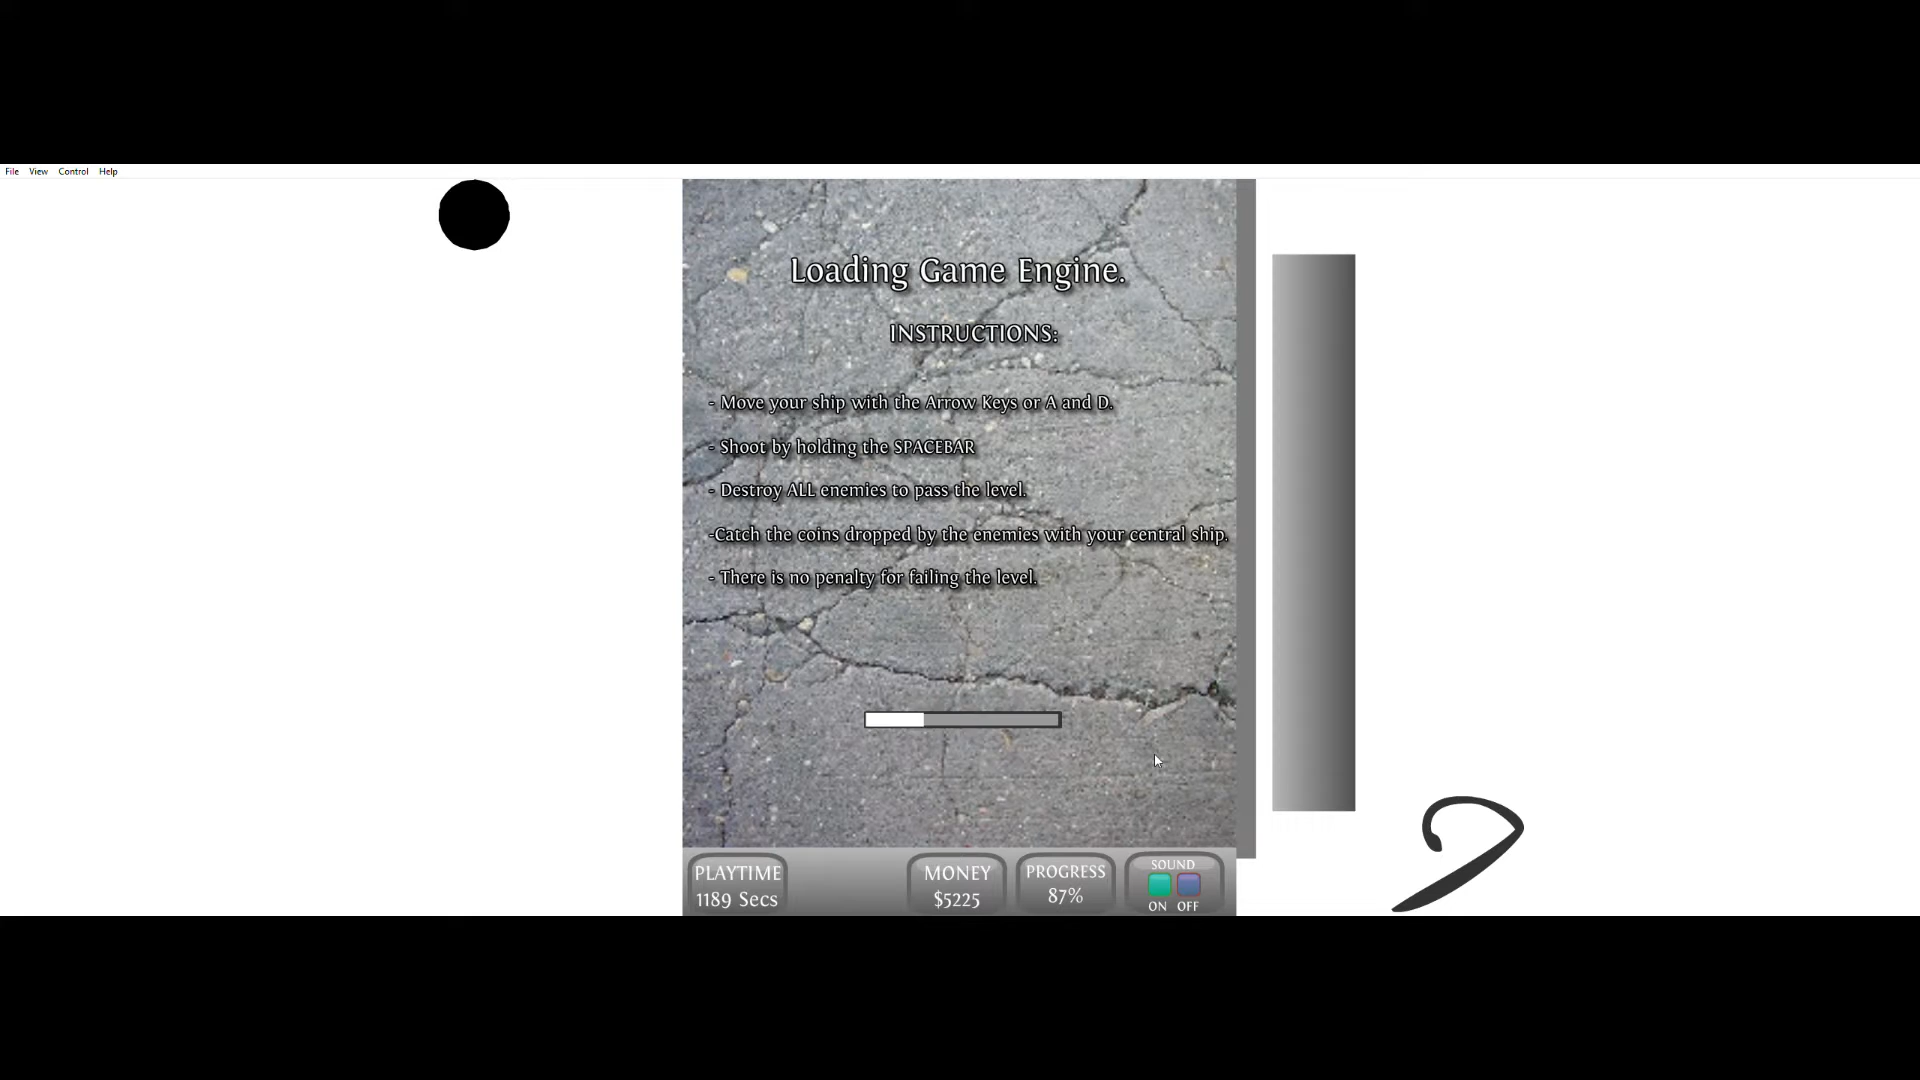 File View Control Help
Loading Game Engine.
INSTRUCTIONS:
- Move your ship with the Arrow Keys or A and D.
- Shoot by holding the SPACEBAR
- Destroy ALL enemies to pass the level.
-Catch the coins dropped by the enemies with your central ship.
- There is no penalty for failing the level.
PLAYTIME
1189 Secs
MONEY
$5225
PROGRESS
87%
SOUND
ON OFF